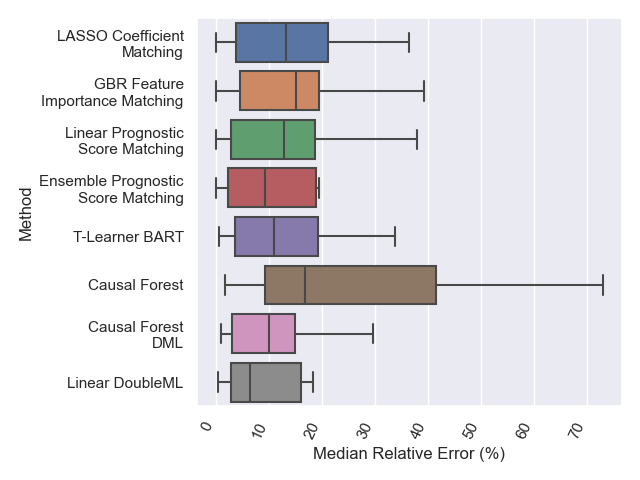 LASSO Coefficient
Matching
GBR Feature
Importance Matching
Linear Prognostic
Score Matching
Ensemble Prognostic
Score Matching
T-Learner BART
Causal Forest
Causal Forest
DML
Linear DoubleML
Method
0 10 20 30 40 50 60 70
Median Relative Error (%)